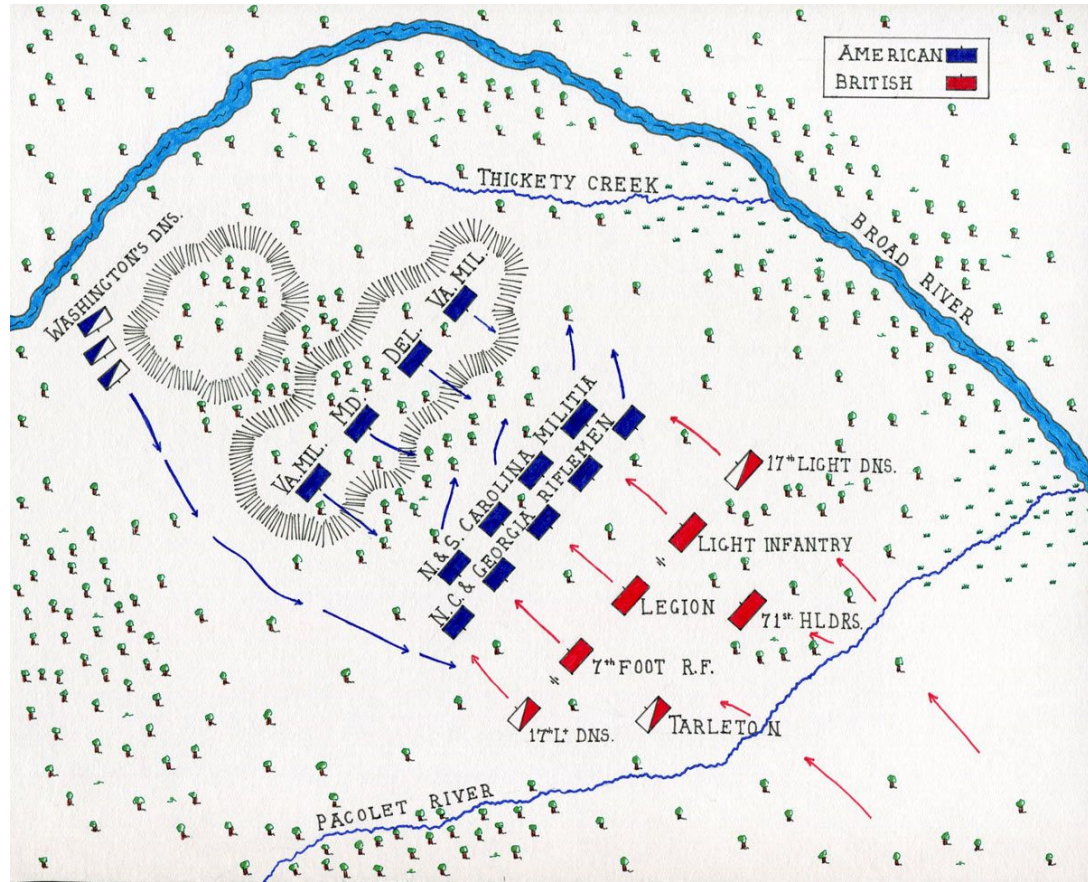 AMERICAN
BRITISH
THICKETY CREEK
BROAD RIVER
WASHINGTON'S DNS.
VA. MIL.
DEL.
MD.
VA. MIL.
N. & S. CAROLINA MILITIA
N. C. & GEORGIA RIFLEMEN
17th LIGHT DNS.
LIGHT INFANTRY
LEGION
71st. HLDRS.
7th FOOT R.F.
17th Lt DNS.
TARLETON
PACOLET RIVER